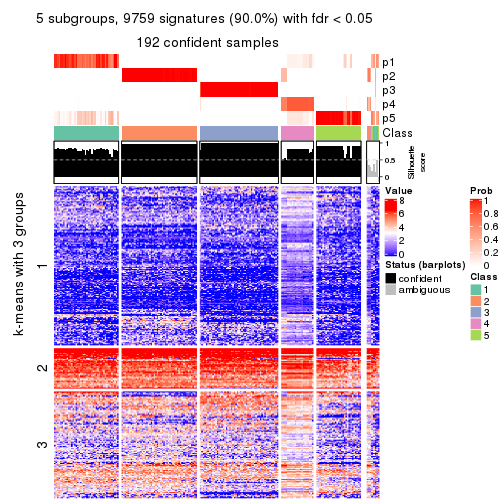 5 subgroups, 9759 signatures (90.0%) with fdr < 0.05
192 confident samples
p1
p2
p3
p4
p5
Class
1
0.5
0
Silhouette
score
k-means with 3 groups
1
2
3
Value
8
6
4
2
0
Status (barplots)
confident
ambiguous
Prob
1
0.8
0.6
0.4
0.2
0
Class
1
2
3
4
5